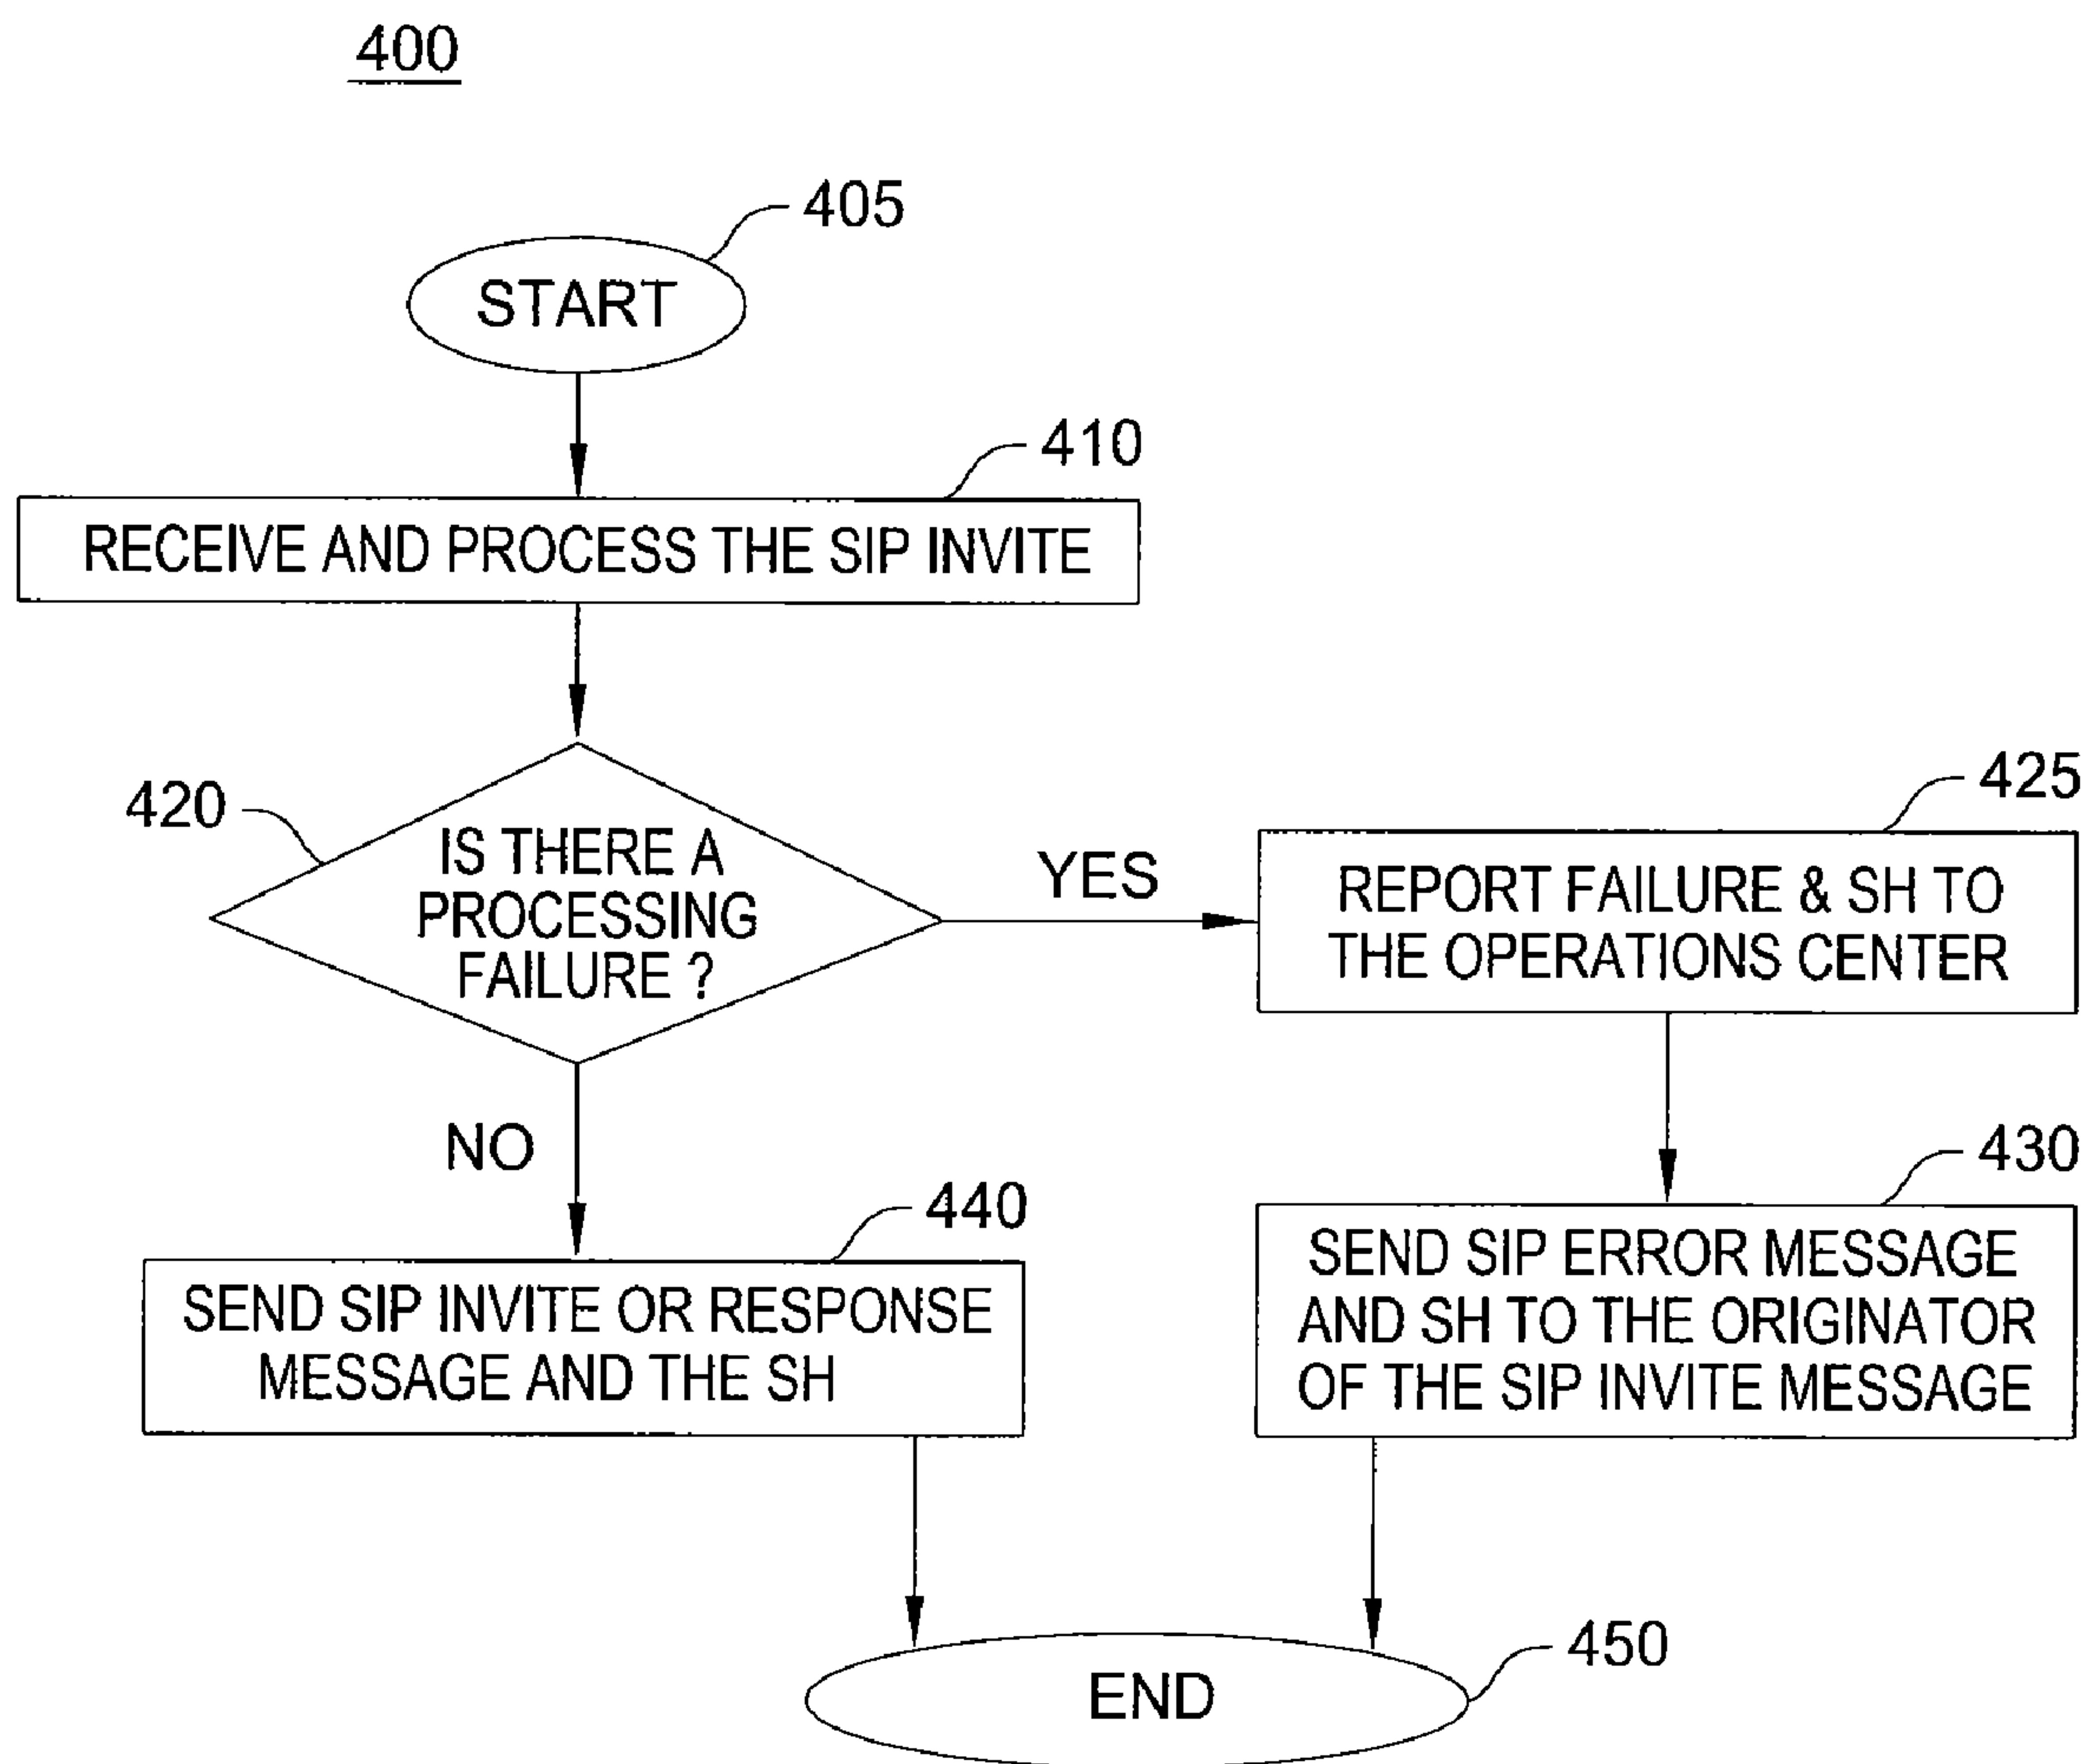 400
405
START
410
RECEIVE AND PROCESS THE SIP INVITE
420
IS THERE A
PROCESSING
FAILURE ?
YES
425
REPORT FAILURE & SH TO
THE OPERATIONS CENTER
NO
430
SEND SIP ERROR MESSAGE
AND SH TO THE ORIGINATOR
OF THE SIP INVITE MESSAGE
440
SEND SIP INVITE OR RESPONSE
MESSAGE AND THE SH
450
END